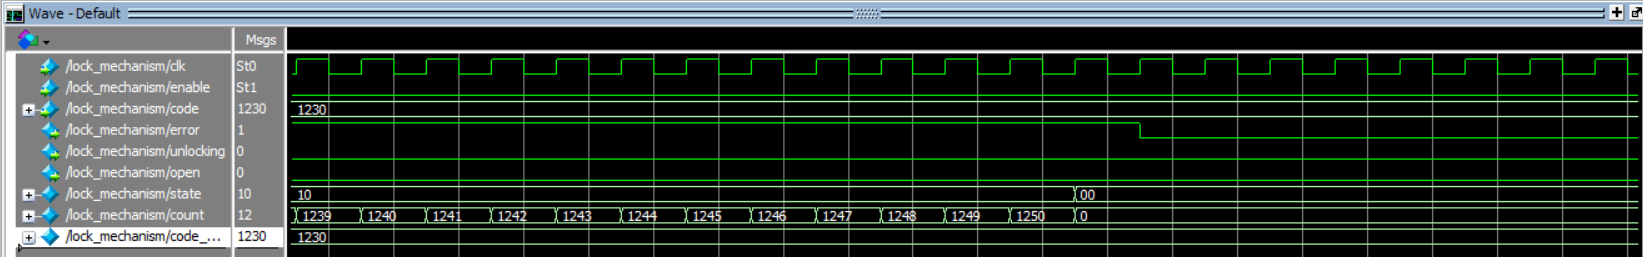 Wave - Default
Msgs
/lock_mechanism/clk St0
/lock_mechanism/enable St1
/lock_mechanism/code 1230 1230
/lock_mechanism/error 1
/lock_mechanism/unlocking 0
/lock_mechanism/open 0
/lock_mechanism/state 10 10 00
/lock_mechanism/count 12 1239 1240 1241 1242 1243 1244 1245 1246 1247 1248 1249 1250 0
/lock_mechanism/code_... 1230 1230